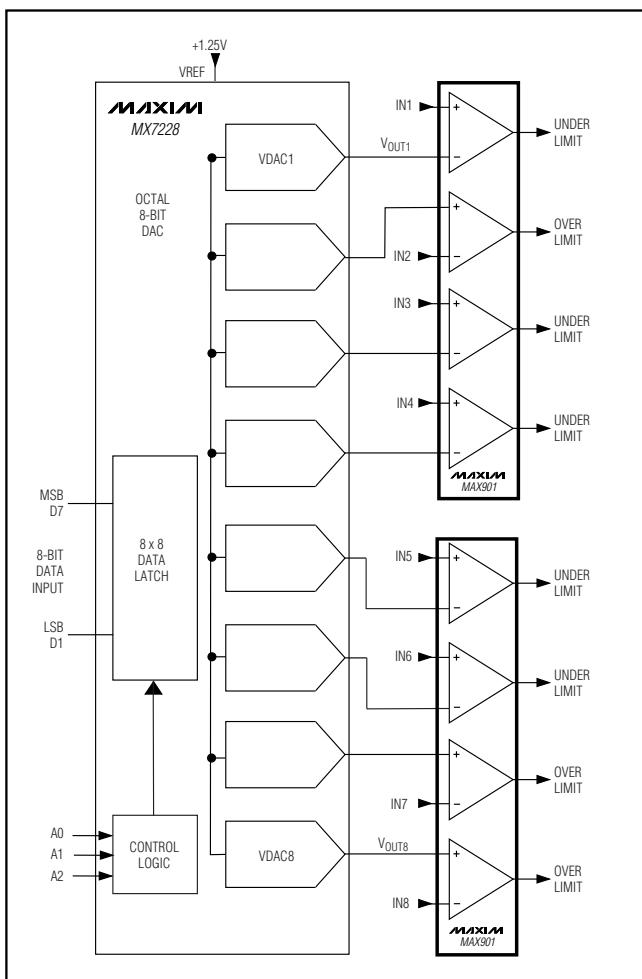 +1.25V
VREF
MAXIM
MX7228
OCTAL
8-BIT
DAC
VDAC1
VOUT1
IN1
+
−
UNDER
LIMIT
+
IN2
−
OVER
LIMIT
IN3
+
−
UNDER
LIMIT
IN4
+
−
UNDER
LIMIT
MAXIM
MAX901
MSB
D7
8-BIT
DATA
INPUT
LSB
D1
8 x 8
DATA
LATCH
IN5
+
−
UNDER
LIMIT
IN6
+
−
UNDER
LIMIT
+
IN7
−
OVER
LIMIT
A0
A1
A2
CONTROL
LOGIC
VDAC8
VOUT8
+
IN8
−
OVER
LIMIT
MAXIM
MAX901